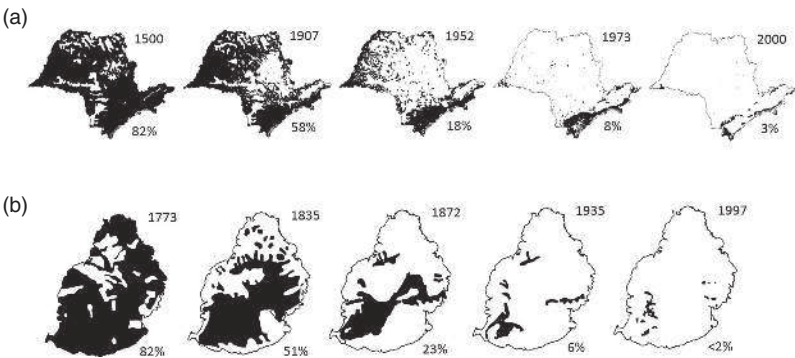 (a)
1500 1907 1952 1973 2000
82% 58% 18% 8% 3%
(b)
1773 1835 1872 1935 1997
82% 51% 23% 6% <2%